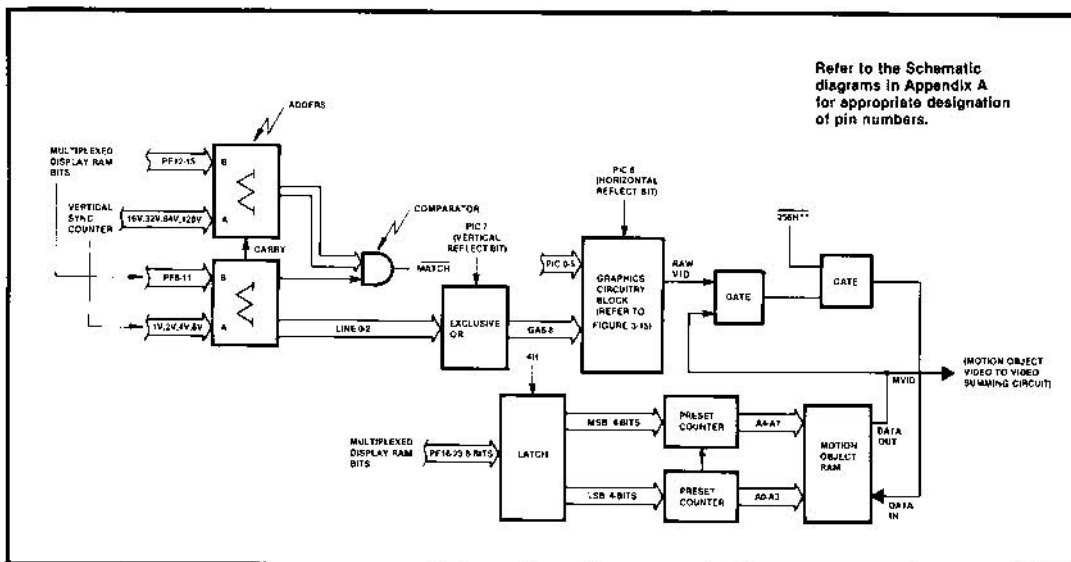 Refer to the Schematic
diagrams in Appendix A
for appropriate designation
of pin numbers.
ADDERS
MULTIPLEXED
DISPLAY RAM
BITS
PF12-15
B
VERTICAL
SYNC
COUNTER
16V,32V,64V,128V
A
CARRY
COMPARATOR
MATCH
PF8-11
B
1V,2V,4V,8V
A
LINE 0-2
PIC 7
(VERTICAL
REFLECT BIT)
EXCLUSIVE
OR
PIC 6
(HORIZONTAL
REFLECT BIT)
PIC 0-5
GRAPHICS
CIRCUITRY
BLOCK
(REFER TO
FIGURE 3-15)
RAW
VID
GATE
256H**
GATE
4H
MULTIPLEXED
DISPLAY RAM
BITS
PF16-23 8-BITS
LATCH
MSB 4-BITS
PRESET
COUNTER
A4-A7
LSB 4-BITS
PRESET
COUNTER
A0-A3
MOTION
OBJECT
RAM
MVID
(MOTION OBJECT
VIDEO TO VIDEO
SUMMING CIRCUIT)
DATA
OUT
DATA
IN